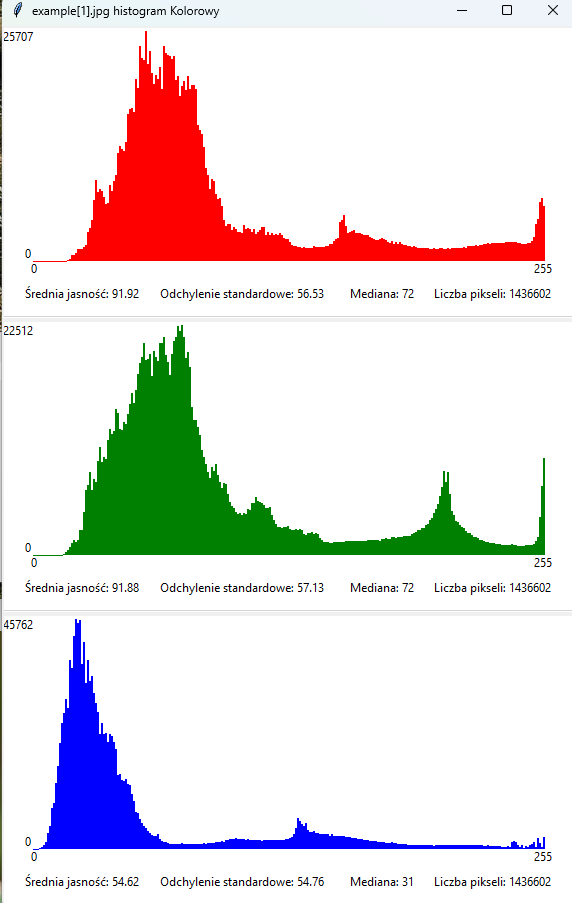 example[1].jpg histogram Kolorowy
25707
0
0 255
Średnia jasność: 91.92 Odchylenie standardowe: 56.53 Mediana: 72 Liczba pikseli: 1436602
22512
0
0 255
Średnia jasność: 91.88 Odchylenie standardowe: 57.13 Mediana: 72 Liczba pikseli: 1436602
45762
0
0 255
Średnia jasność: 54.62 Odchylenie standardowe: 54.76 Mediana: 31 Liczba pikseli: 1436602